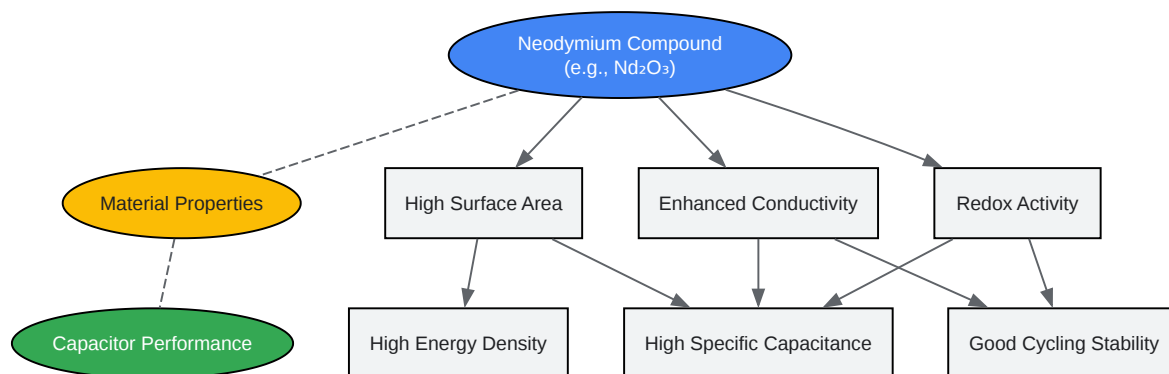 Neodymium Compound
(e.g., Nd₂O₃)
Material Properties
High Surface Area
Enhanced Conductivity
Redox Activity
Capacitor Performance
High Energy Density
High Specific Capacitance
Good Cycling Stability